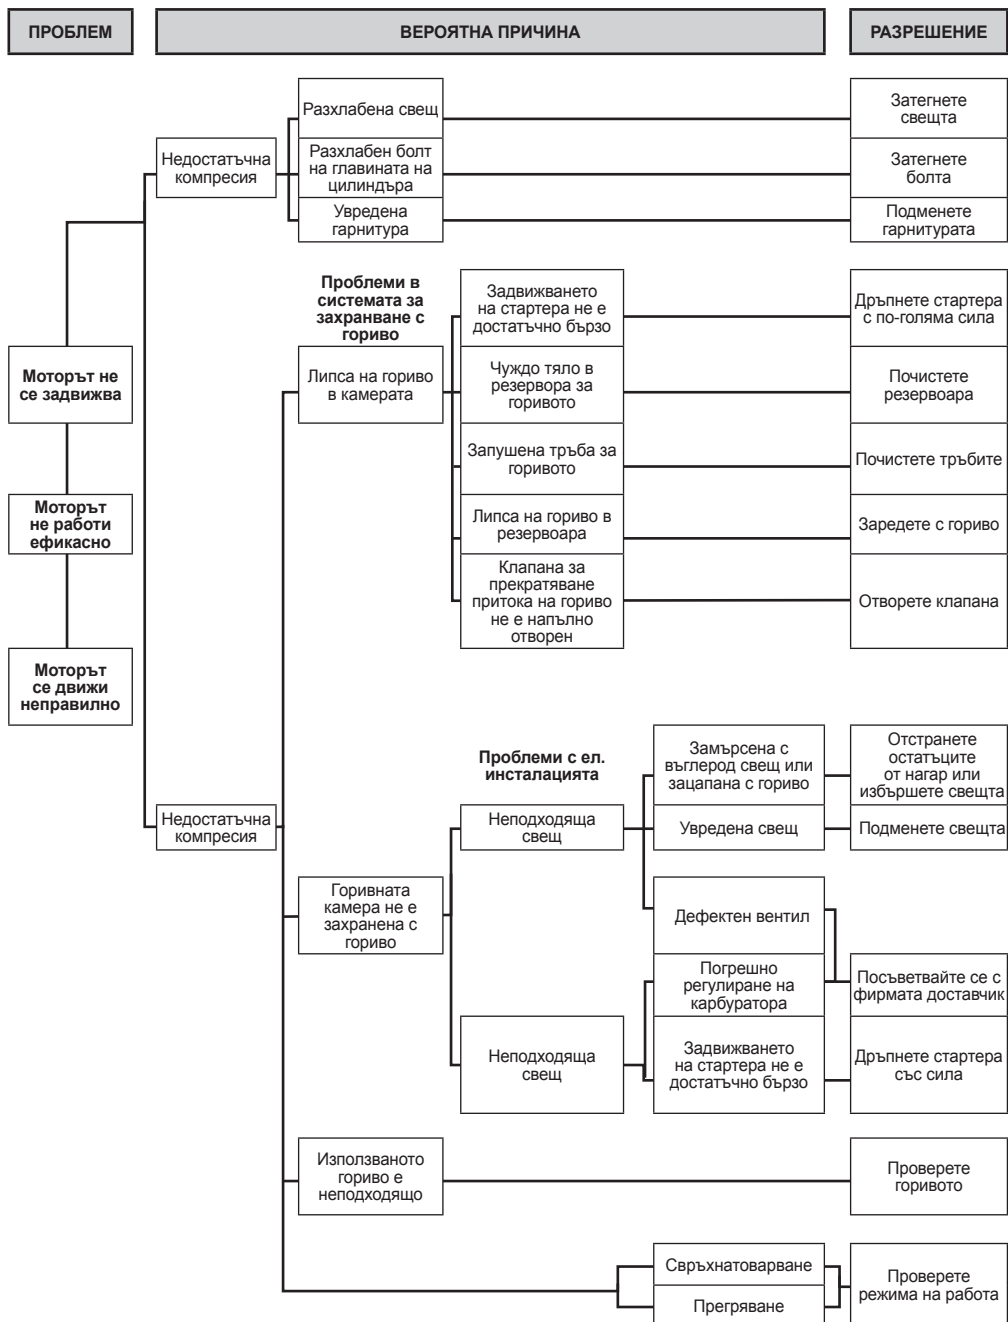 ПРОБЛЕМ
ВЕРОЯТНА ПРИЧИНА
РАЗРЕШЕНИЕ
Разхлабена свещ
Затегнете
свещта
Недостатъчна
компресия
Разхлабен болт
на главината на
цилиндъра
Затегнете
болта
Увредена
гарнитура
Подменете
гарнитурата
Проблеми в
системата за
захранване с
гориво
Задвижването
на стартера не е
достатъчно бързо
Дръпнете стартера
с по-голяма сила
Моторът не
се задвижва
Липса на гориво
в камерата
Чуждо тяло в
резервора за
горивото
Почистете
резервоара
Запушена тръба за
горивото
Почистете тръбите
Моторът
не работи
ефикасно
Липса на гориво в
резервоара
Заредете с гориво
Клапана за
прекратяване
притока на гориво
не е напълно
отворен
Отворете клапана
Моторът
се движи
неправилно
Проблеми с ел.
инсталацията
Замърсена с
въглерод свещ или
зацапана с гориво
Отстранете
остатъците
от нагар или
избършете свещта
Недостатъчна
компресия
Неподходяща
свещ
Увредена свещ
Подменете свещта
Горивната
камера не е
захранена с
гориво
Дефектен вентил
Погрешно
регулиране на
карбуратора
Посъветвайте се с
фирмата доставчик
Неподходяща
свещ
Задвижването
на стартера не е
достатъчно бързо
Дръпнете стартера
със сила
Използваното
гориво е
неподходящо
Проверете
горивото
Свръхнатоварване
Прегряване
Проверете
режима на работа